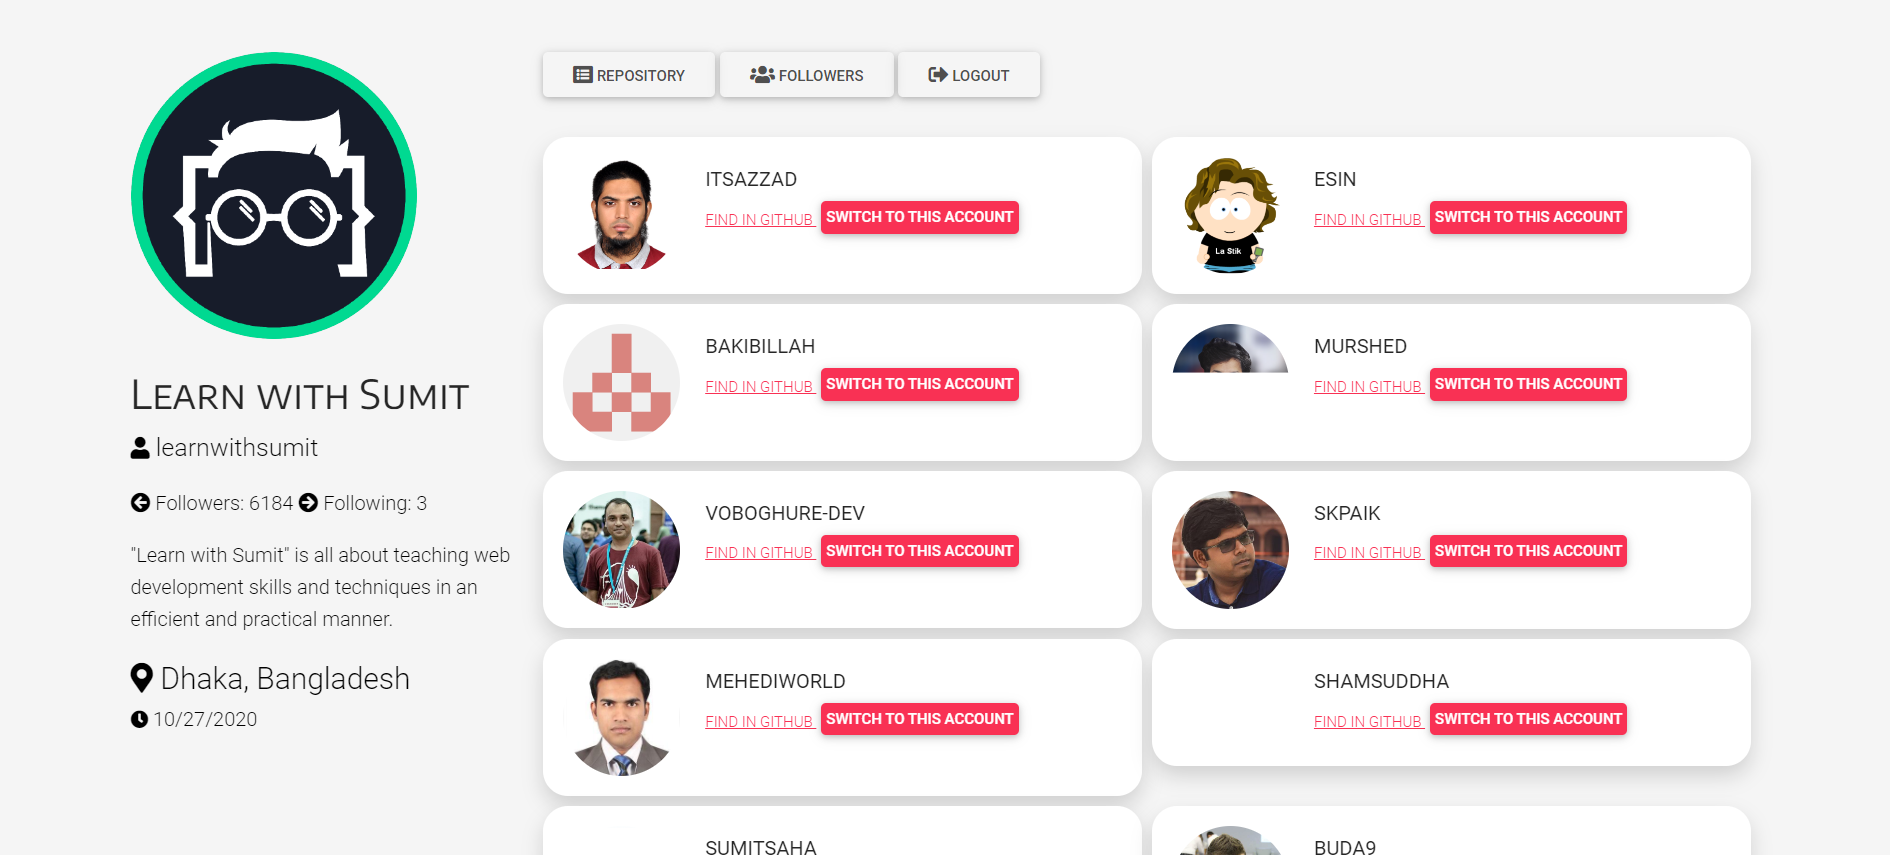 REPOSITORY
FOLLOWERS
LOGOUT
LEARN WITH SUMIT
learnwithsumit
Followers: 6184 Following: 3
"Learn with Sumit" is all about teaching web
development skills and techniques in an
efficient and practical manner.
Dhaka, Bangladesh
10/27/2020
ITSAZZAD
FIND IN GITHUB SWITCH TO THIS ACCOUNT
ESIN
FIND IN GITHUB SWITCH TO THIS ACCOUNT
La Stik
BAKIBILLAH
FIND IN GITHUB SWITCH TO THIS ACCOUNT
MURSHED
FIND IN GITHUB SWITCH TO THIS ACCOUNT
VOBOGHURE-DEV
FIND IN GITHUB SWITCH TO THIS ACCOUNT
SKPAIK
FIND IN GITHUB SWITCH TO THIS ACCOUNT
MEHEDIWORLD
FIND IN GITHUB SWITCH TO THIS ACCOUNT
SHAMSUDDHA
FIND IN GITHUB SWITCH TO THIS ACCOUNT
SUMITSAHA
BUDA9